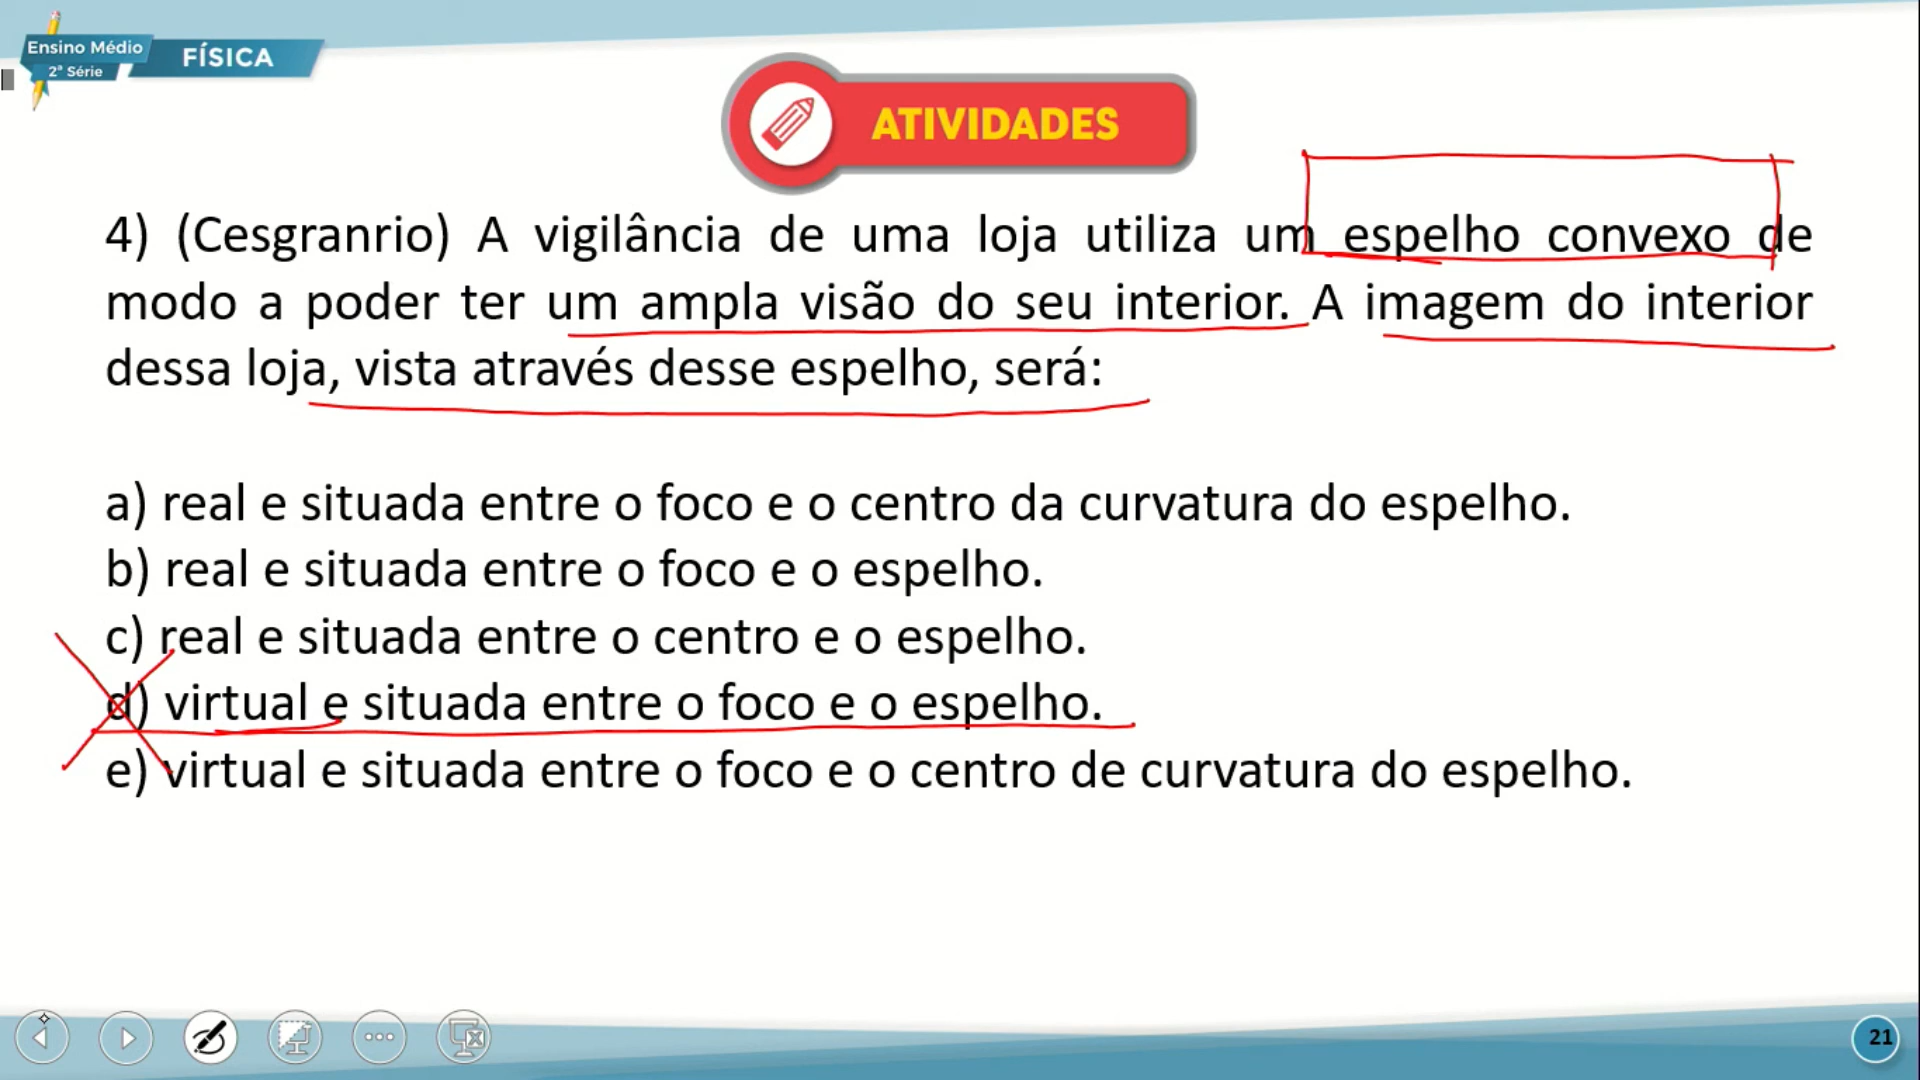 Ensino Médio
2ª Série
FÍSICA
ATIVIDADES
4) (Cesgranrio) A vigilância de uma loja utiliza um espelho convexo de
modo a poder ter um ampla visão do seu interior. A imagem do interior
dessa loja, vista através desse espelho, será:
a) real e situada entre o foco e o centro da curvatura do espelho.
b) real e situada entre o foco e o espelho.
c) real e situada entre o centro e o espelho.
d) virtual e situada entre o foco e o espelho.
e) virtual e situada entre o foco e o centro de curvatura do espelho.
21